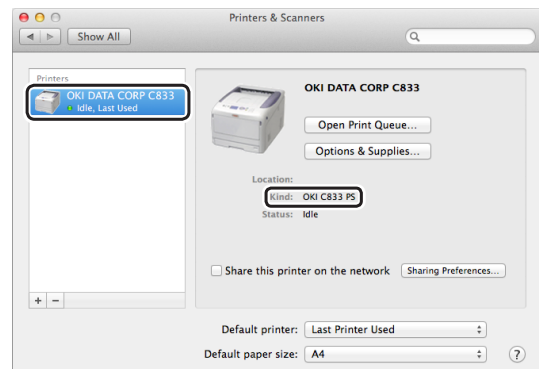 Printers & Scanners
Show All
Printers
OKI DATA CORP C833
Idle, Last Used
OKI DATA CORP C833
Open Print Queue...
Options & Supplies...
Location:
Kind: OKI C833 PS
Status: Idle
Share this printer on the network Sharing Preferences...
+ −
Default printer: Last Printer Used
Default paper size: A4 ?